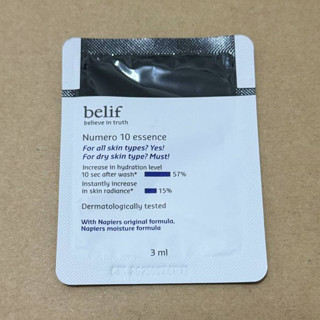 belif
believe in truth
Numero 10 essence
For all skin types? Yes!
For dry skin type? Must!
Increase in hydration level
10 sec after wash* 57%
Instantly increase
in skin radiance* 15%
Dermatologically tested
With Napiers original formula,
Napiers moisture formula
3 ml